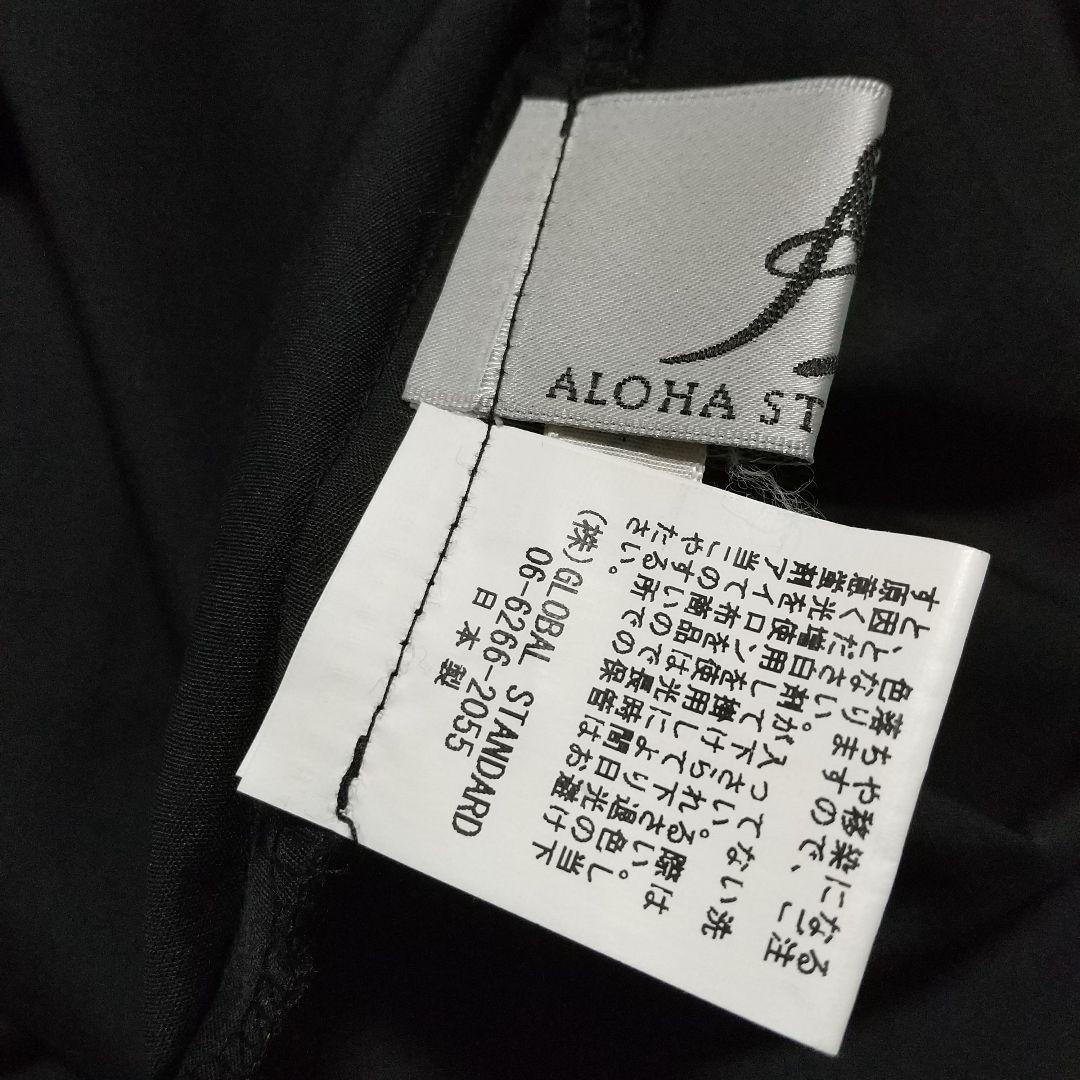 ALOHA ST
すと、色落ちや移染になる
原因となりますので、ご注
意ください。
蛍光増白剤が入ってない洗
剤を使用して下さい。
アイロンを掛けられる際は
当て布を使用して下さい。
この商品は光により退色し
やすいので長時間日光の当
たる所での保管はお避け下
さい。
(株)GLOBAL STANDARD
06-6266-2055
日本製